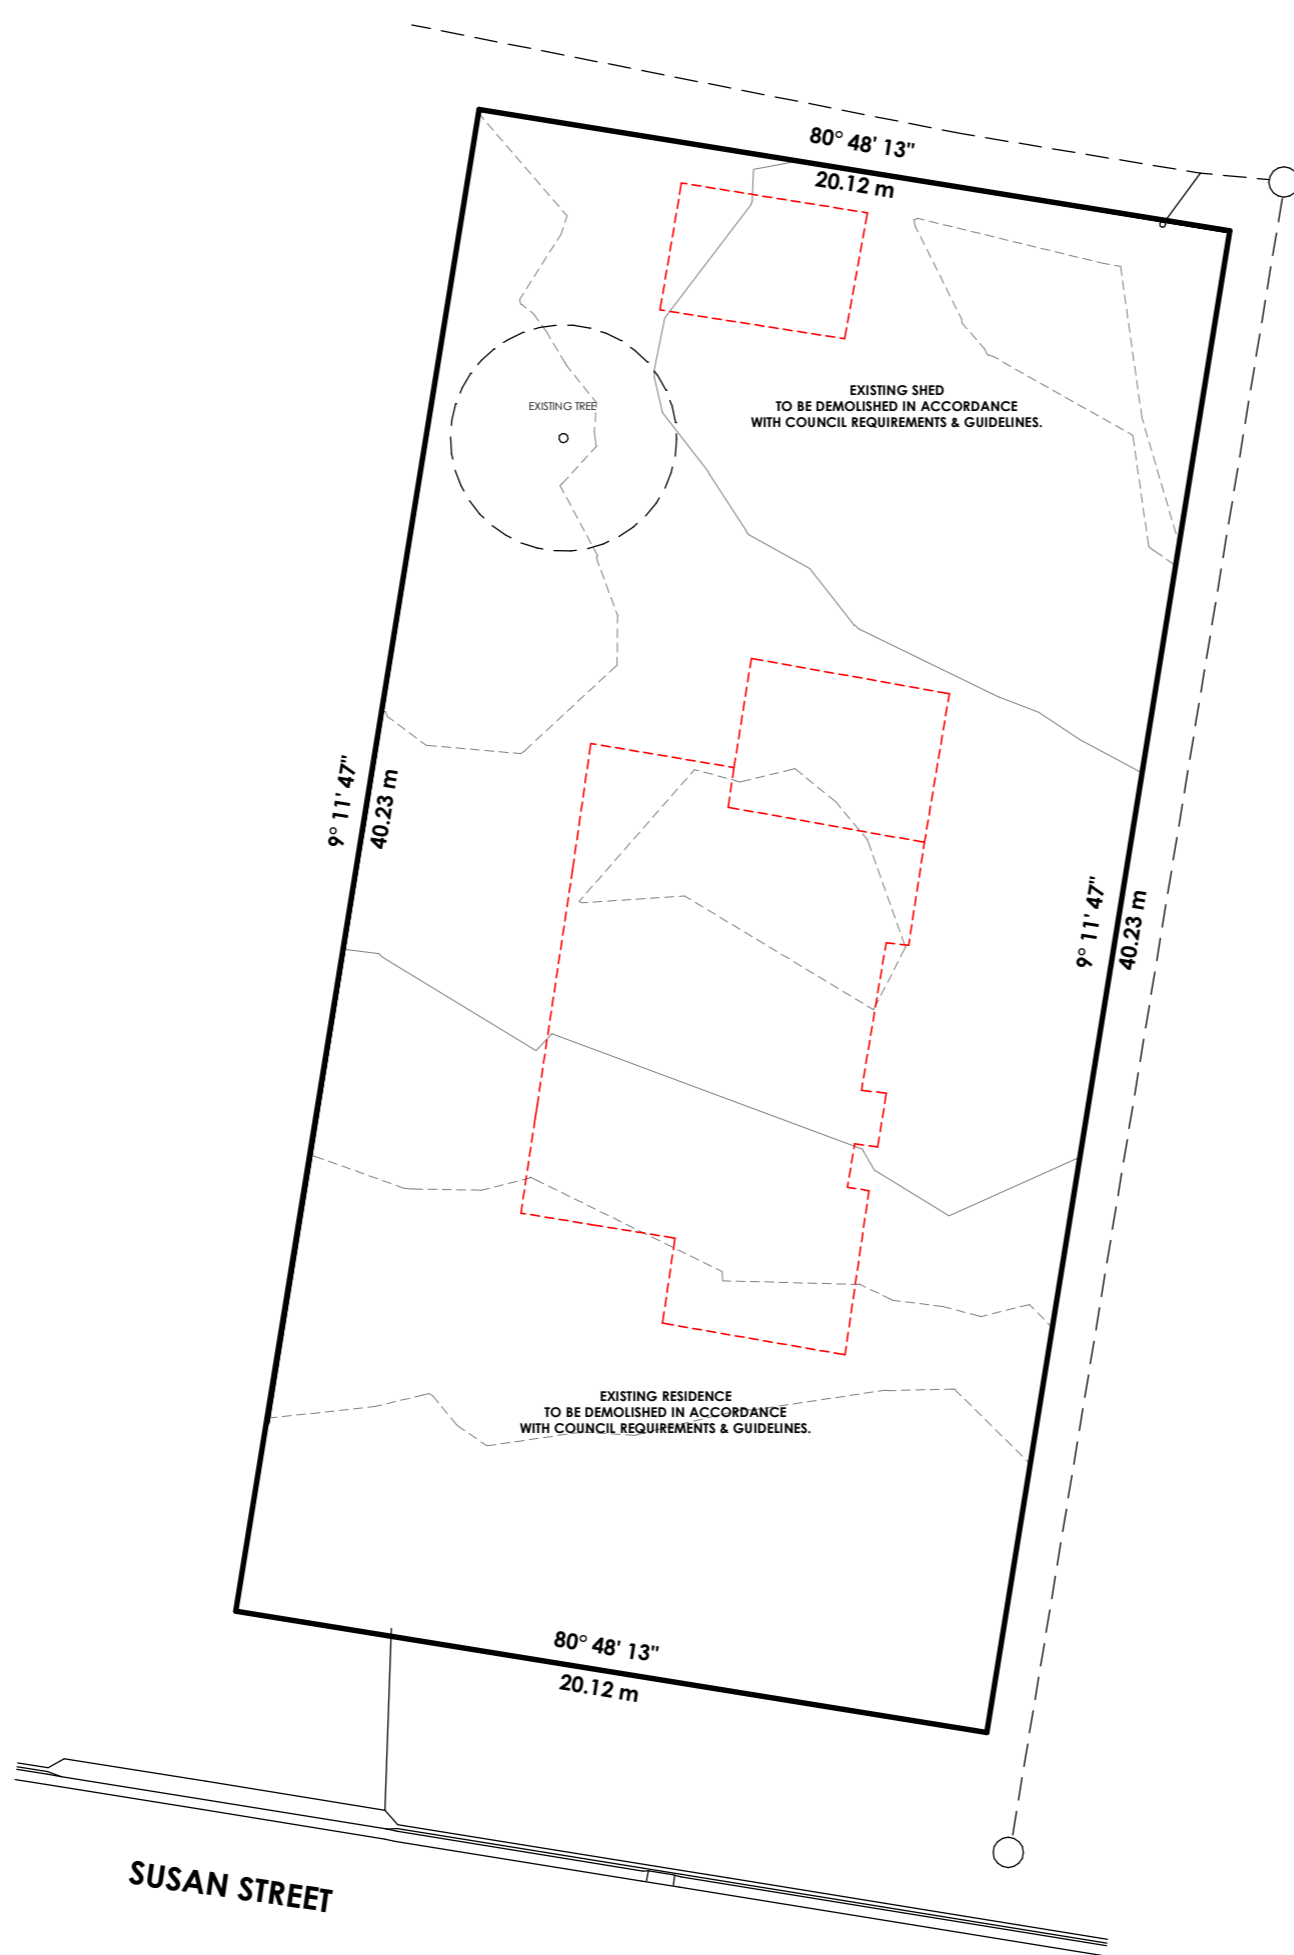 80° 48' 13"
20.12 m
EXISTING SHED
TO BE DEMOLISHED IN ACCORDANCE
WITH COUNCIL REQUIREMENTS & GUIDELINES.
EXISTING TREE
9° 11' 47"
40.23 m
9° 11' 47"
40.23 m
EXISTING RESIDENCE
TO BE DEMOLISHED IN ACCORDANCE
WITH COUNCIL REQUIREMENTS & GUIDELINES.
80° 48' 13"
20.12 m
SUSAN STREET